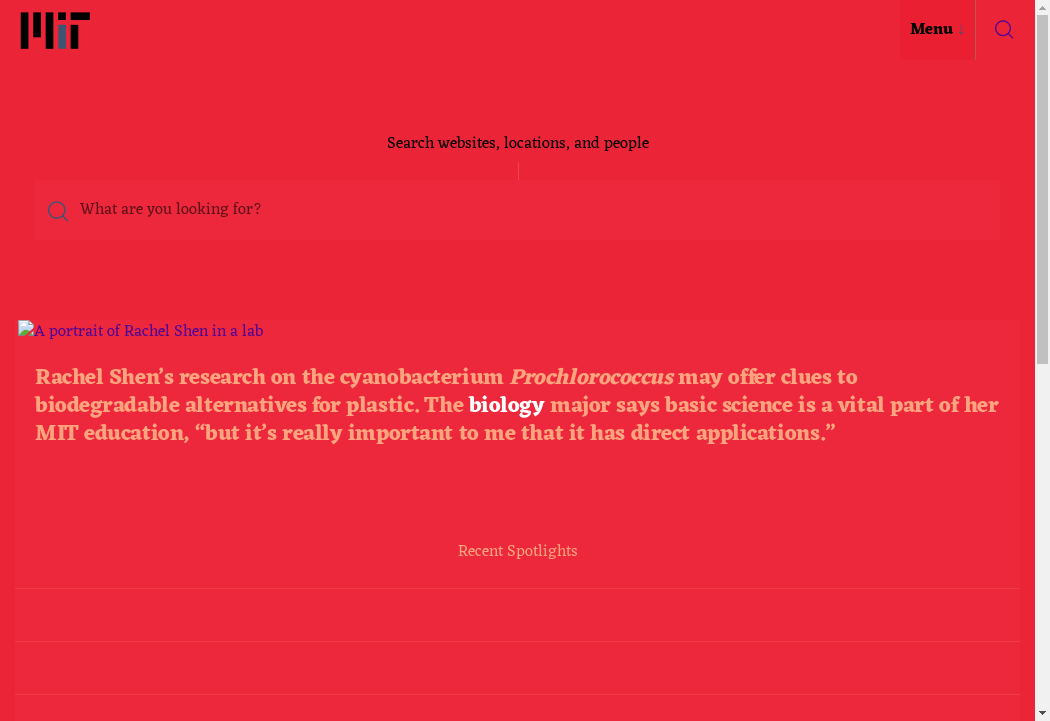 MIT
Menu ↓
Search websites, locations, and people
What are you looking for?
A portrait of Rachel Shen in a lab
Rachel Shen’s research on the cyanobacterium Prochlorococcus may offer clues to
biodegradable alternatives for plastic. The biology major says basic science is a vital part of her
MIT education, “but it’s really important to me that it has direct applications.”
Recent Spotlights